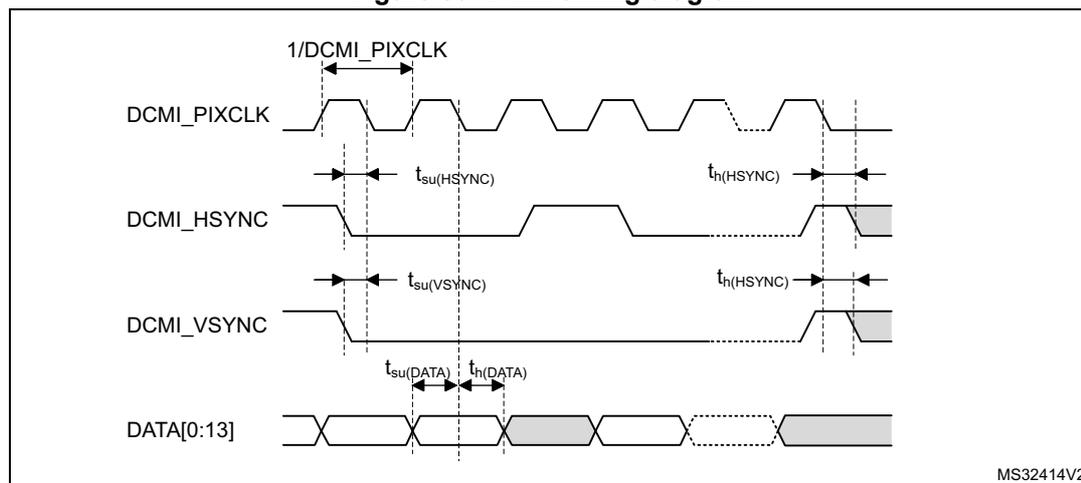 1/DCMI_PIXCLK
DCMI_PIXCLK
tsu(HSYNC)
th(HSYNC)
DCMI_HSYNC
tsu(VSYNC)
th(HSYNC)
DCMI_VSYNC
tsu(DATA) th(DATA)
DATA[0:13]
MS32414V2